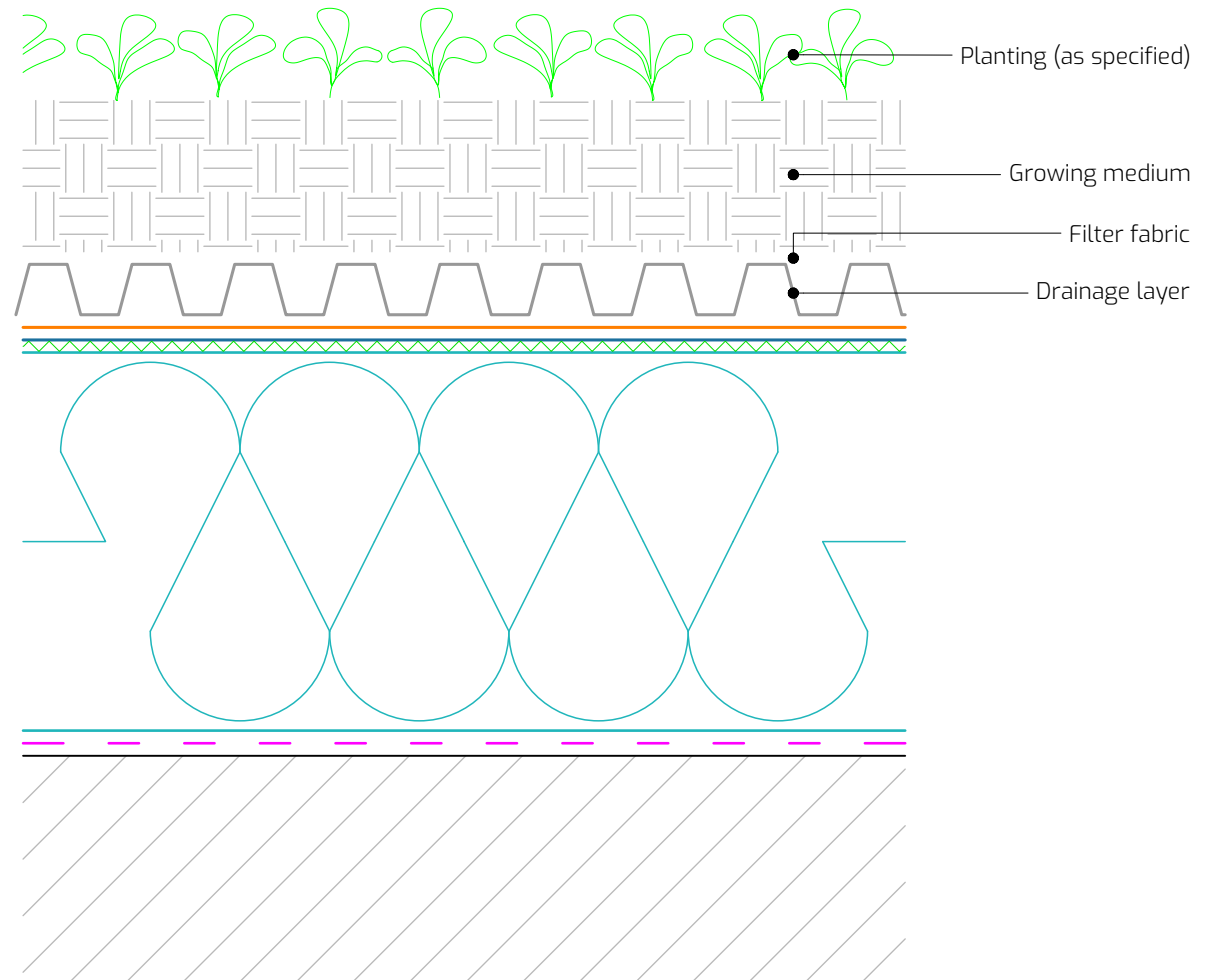 Planting (as specified)
Growing medium
Filter fabric
Drainage layer